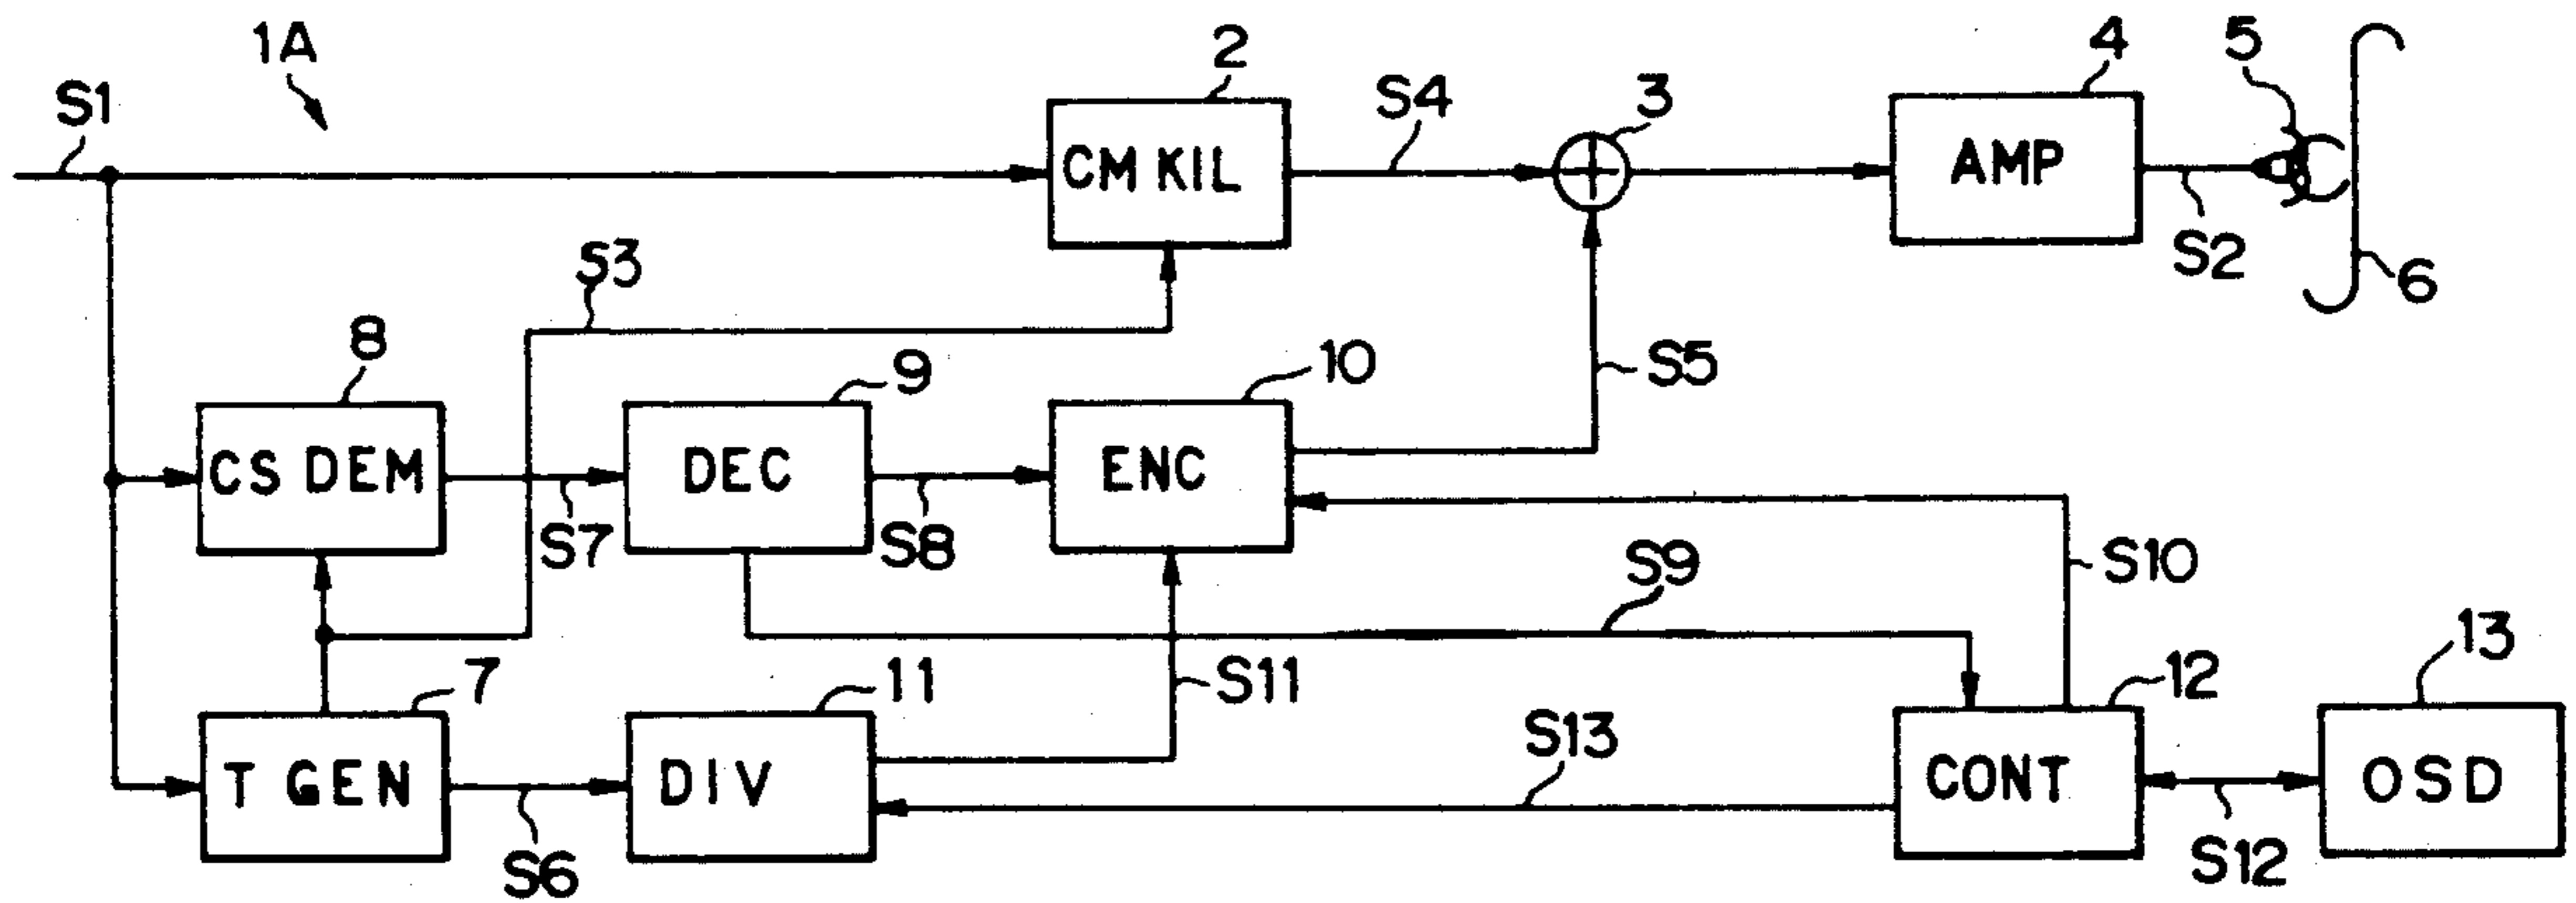 1A
2
4
5
S1
S4
3
CM KIL
AMP
S3
S2
6
8
9
10
S5
CS DEM
DEC
ENC
S7
S8
S9
S10
7
11
S11
12
13
S13
T GEN
DIV
CONT
OSD
S6
S12